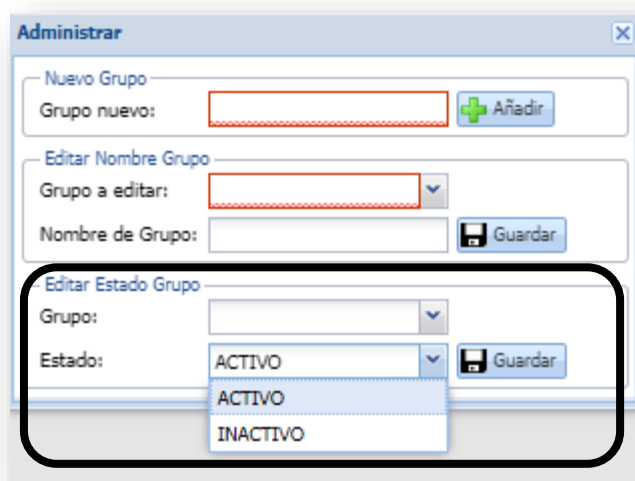 Administrar
Nuevo Grupo
Grupo nuevo: Añadir
Editar Nombre Grupo
Grupo a editar:
Nombre de Grupo: Guardar
Editar Estado Grupo
Grupo:
Estado: ACTIVO Guardar
ACTIVO
INACTIVO